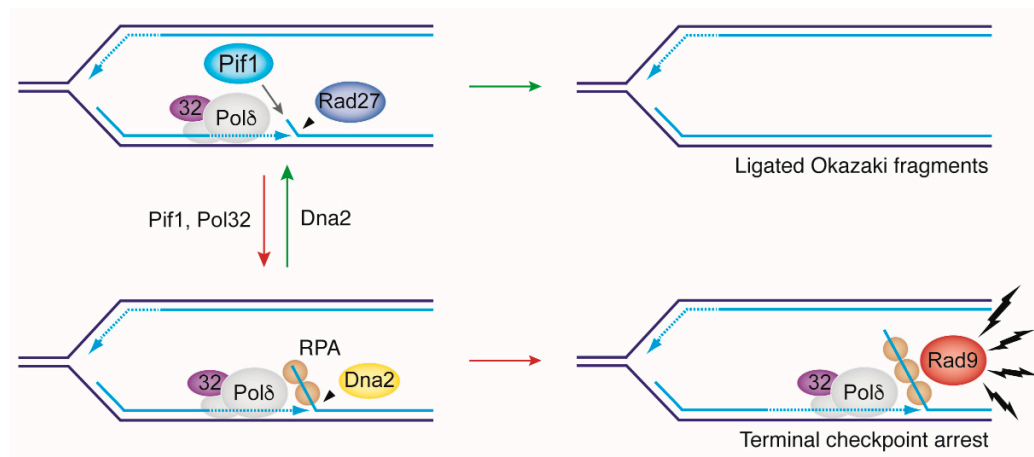 Pif1
32
Polδ
Rad27
Ligated Okazaki fragments
Pif1, Pol32
Dna2
RPA
32
Polδ
Dna2
32
Polδ
Rad9
Terminal checkpoint arrest